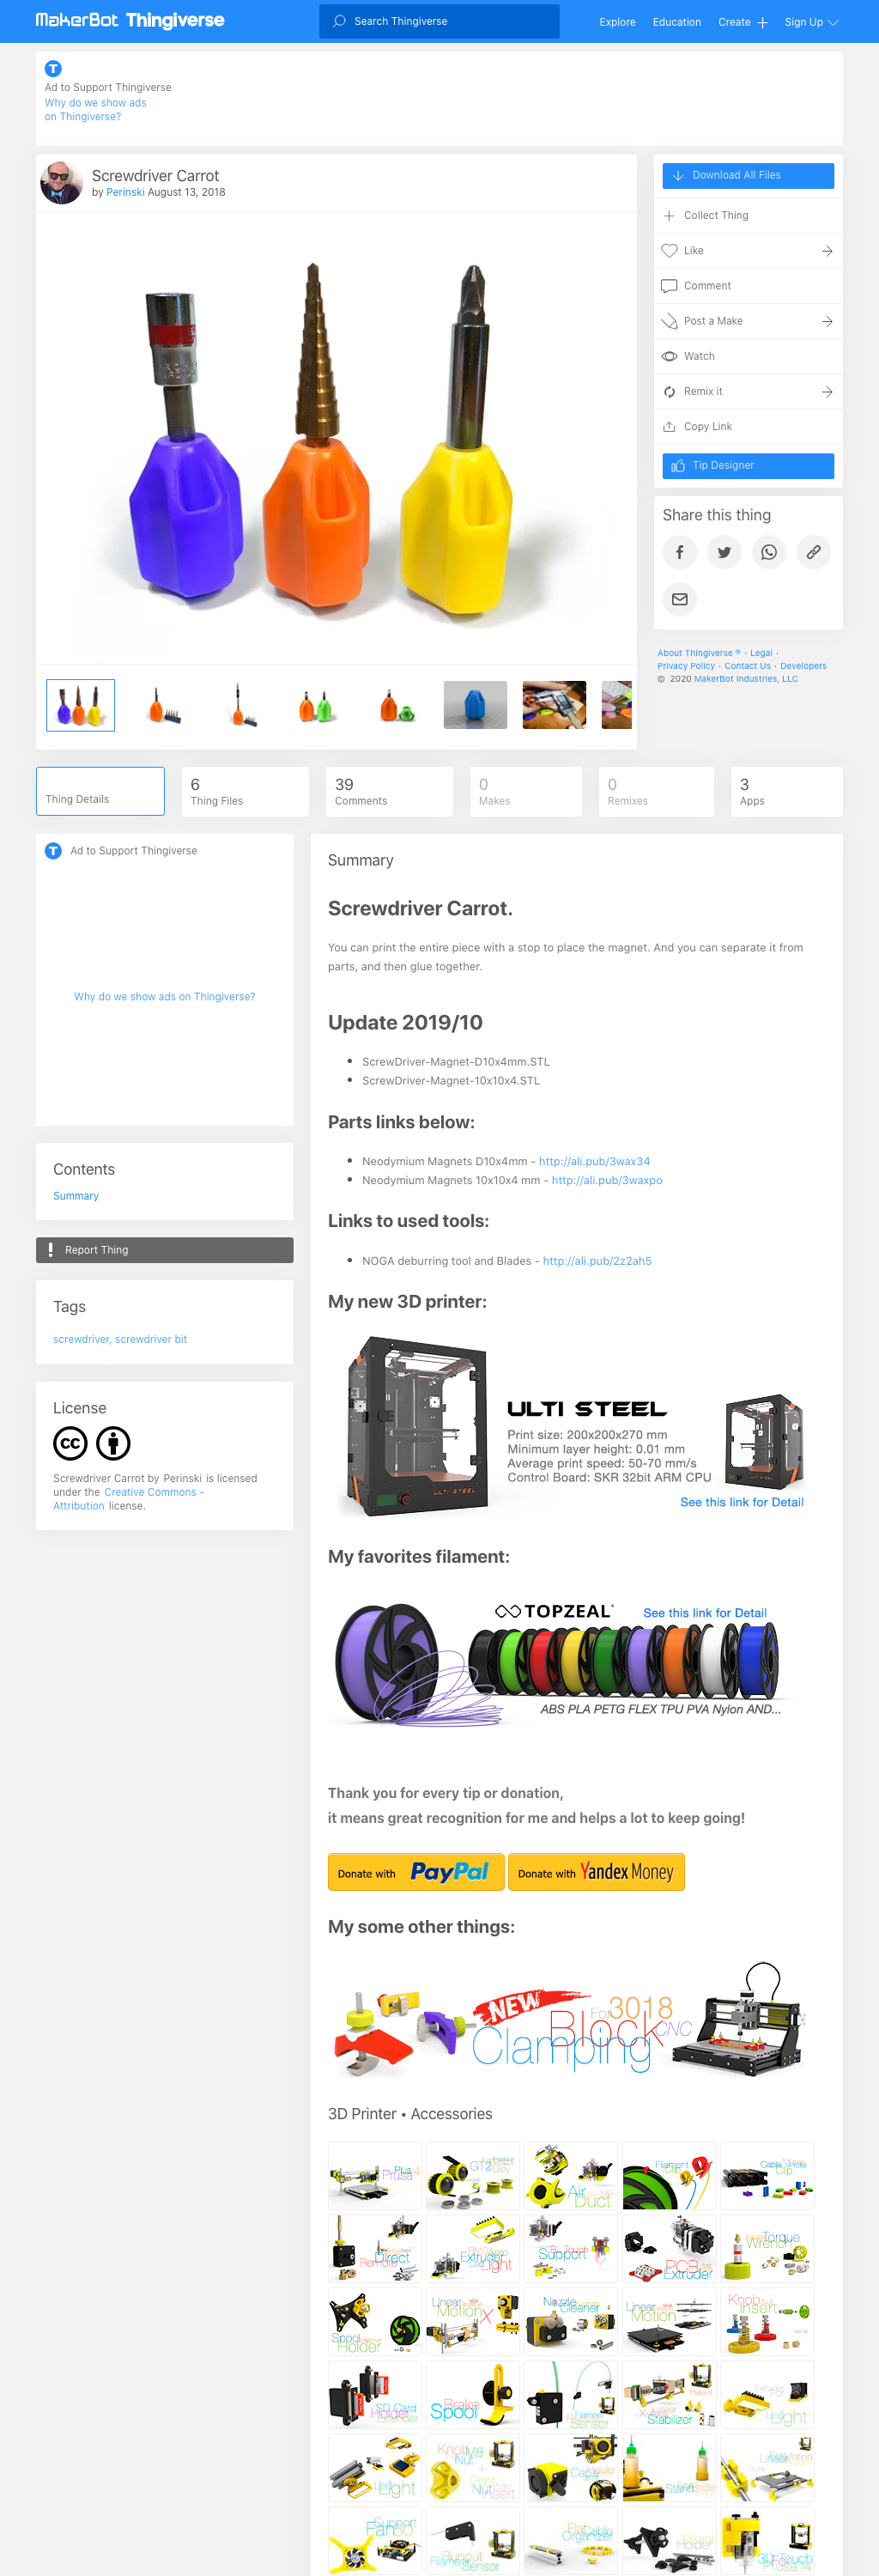 MakerBot Thingiverse
Search Thingiverse
Explore
Education
Create
Sign Up
Ad to Support Thingiverse
Why do we show ads
on Thingiverse?
Screwdriver Carrot
by Perinski August 13, 2018
Download All Files
Collect Thing
Like
Comment
Post a Make
Watch
Remix it
Copy Link
Tip Designer
Share this thing
About Thingiverse ® · Legal ·
Privacy Policy · Contact Us · Developers
© 2020 MakerBot Industries, LLC
Thing Details
6
Thing Files
39
Comments
0
Makes
0
Remixes
3
Apps
Ad to Support Thingiverse
Why do we show ads on Thingiverse?
Contents
Summary
Report Thing
Tags
screwdriver, screwdriver bit
License
Screwdriver Carrot by Perinski is licensed
under the Creative Commons -
Attribution license.
Summary
Screwdriver Carrot.
You can print the entire piece with a stop to place the magnet. And you can separate it from
parts, and then glue together.
Update 2019/10
• ScrewDriver-Magnet-D10x4mm.STL
• ScrewDriver-Magnet-10x10x4.STL
Parts links below:
• Neodymium Magnets D10x4mm - http://ali.pub/3wax34
• Neodymium Magnets 10x10x4 mm - http://ali.pub/3waxpo
Links to used tools:
• NOGA deburring tool and Blades - http://ali.pub/2z2ah5
My new 3D printer:
ULTI STEEL
ULTI STEEL
Print size: 200x200x270 mm
Minimum layer height: 0.01 mm
Average print speed: 50-70 mm/s
Control Board: SKR 32bit ARM CPU
See this link for Detail
My favorites filament:
TOPZEAL
See this link for Detail
ABS PLA PETG FLEX TPU PVA Nylon AND...
Thank you for every tip or donation,
it means great recognition for me and helps a lot to keep going!
Donate with PayPal
Donate with Yandex Money
My some other things:
NEW
For 3018
Block CNC
Clamping
3D Printer • Accessories
Plus
Prusa i4
GT2
Air
Duct
Filament
Cable
Clip
Remote
Direct
Extruder
Light
Support
PCB
Extruder
Torque
Wrench
Spool
Holder
Linear
Motion X
Nozzle
Cleaner
Linear
Motion
Knob
Insert
SD Card
Holder
Extender
Brake
Spool
Filament
Sensor
X-Axis
Stabilizer
Extruder
Light
Led
Light
Knob
M8
Nut
Insert
Cable
Stand
Bottle
Linear
Motion
Support
Fan 50
Runout
Filament
Sensor
Flat
Cable
Organizer
Spool
Holder
3D Touch
Prusa i4